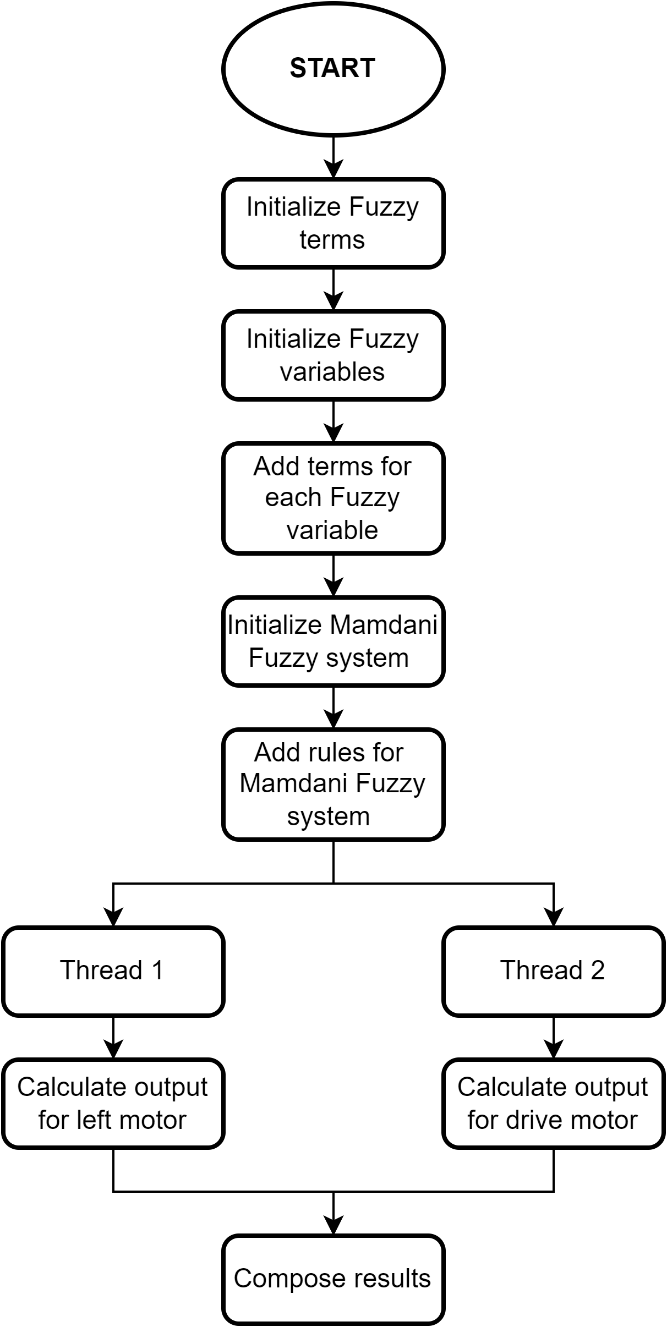 START
Initialize Fuzzy
terms
Initialize Fuzzy
variables
Add terms for
each Fuzzy
variable
Initialize Mamdani
Fuzzy system
Add rules for
Mamdani Fuzzy
system
Thread 1
Thread 2
Calculate output
for left motor
Calculate output
for drive motor
Compose results